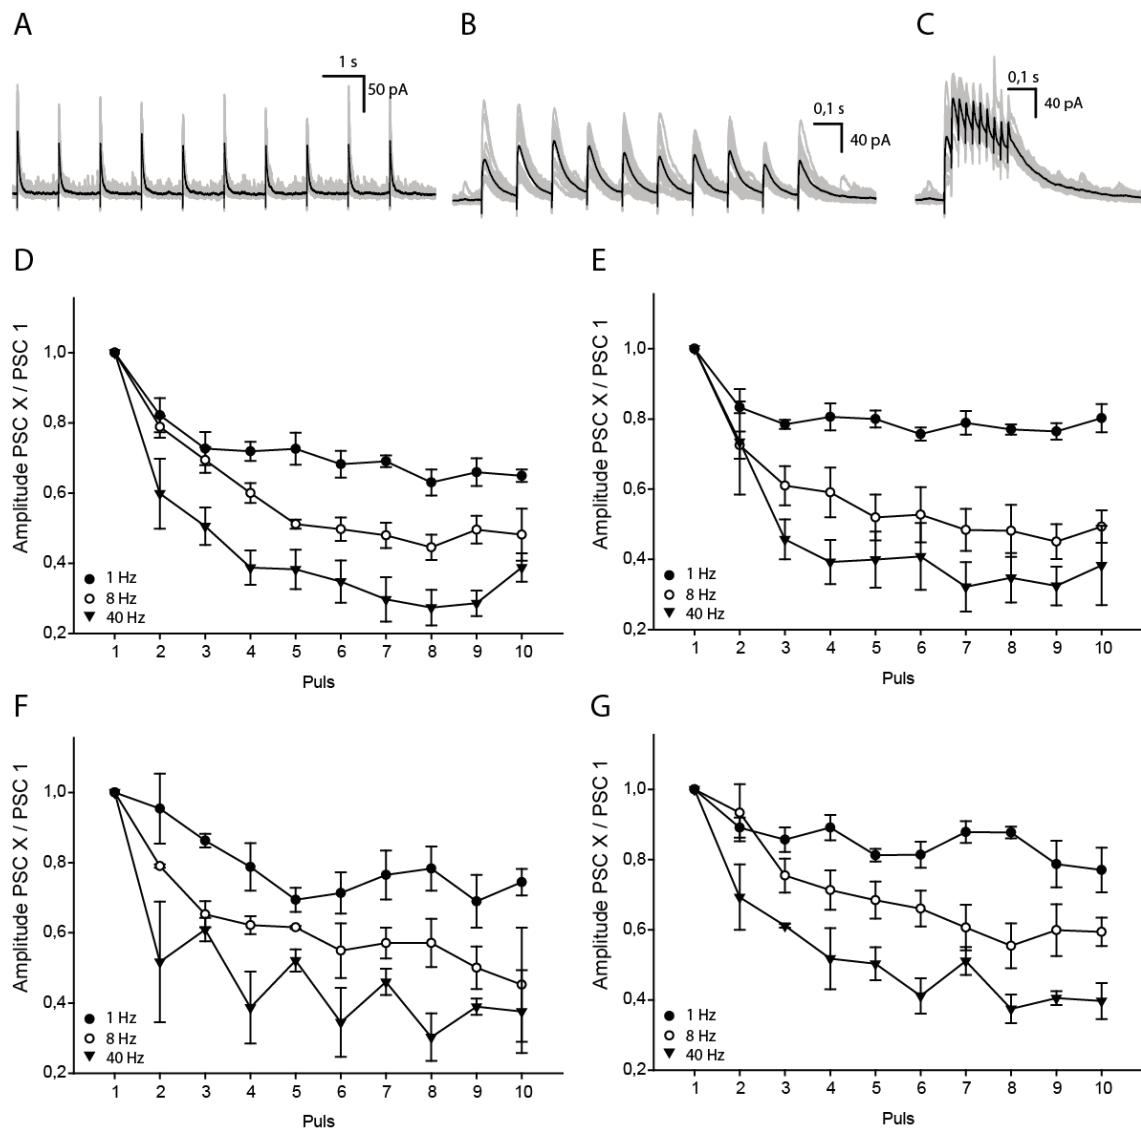 A
B
C
1 s
50 pA
0,1 s
40 pA
0,1 s
40 pA
D
E
Amplitude PSC X / PSC 1
1,0
0,8
0,6
0,4
0,2
1 Hz
8 Hz
40 Hz
1 2 3 4 5 6 7 8 9 10
Puls
Amplitude PSC X / PSC 1
1,0
0,8
0,6
0,4
0,2
1 Hz
8 Hz
40 Hz
1 2 3 4 5 6 7 8 9 10
Puls
F
G
Amplitude PSC X / PSC 1
1,0
0,8
0,6
0,4
0,2
1 Hz
8 Hz
40 Hz
1 2 3 4 5 6 7 8 9 10
Puls
Amplitude PSC X / PSC 1
1,0
0,8
0,6
0,4
0,2
1 Hz
8 Hz
40 Hz
1 2 3 4 5 6 7 8 9 10
Puls